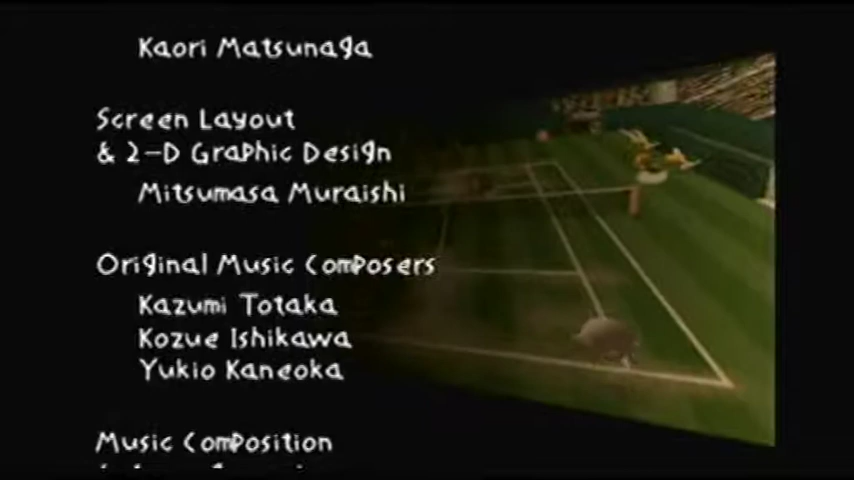 Kaori Matsunaga
Screen Layout
& 2-D Graphic Design
Mitsumasa Muraishi
Original Music Composers
Kazumi Totaka
Kozue Ishikawa
Yukio Kaneoka
Music Composition